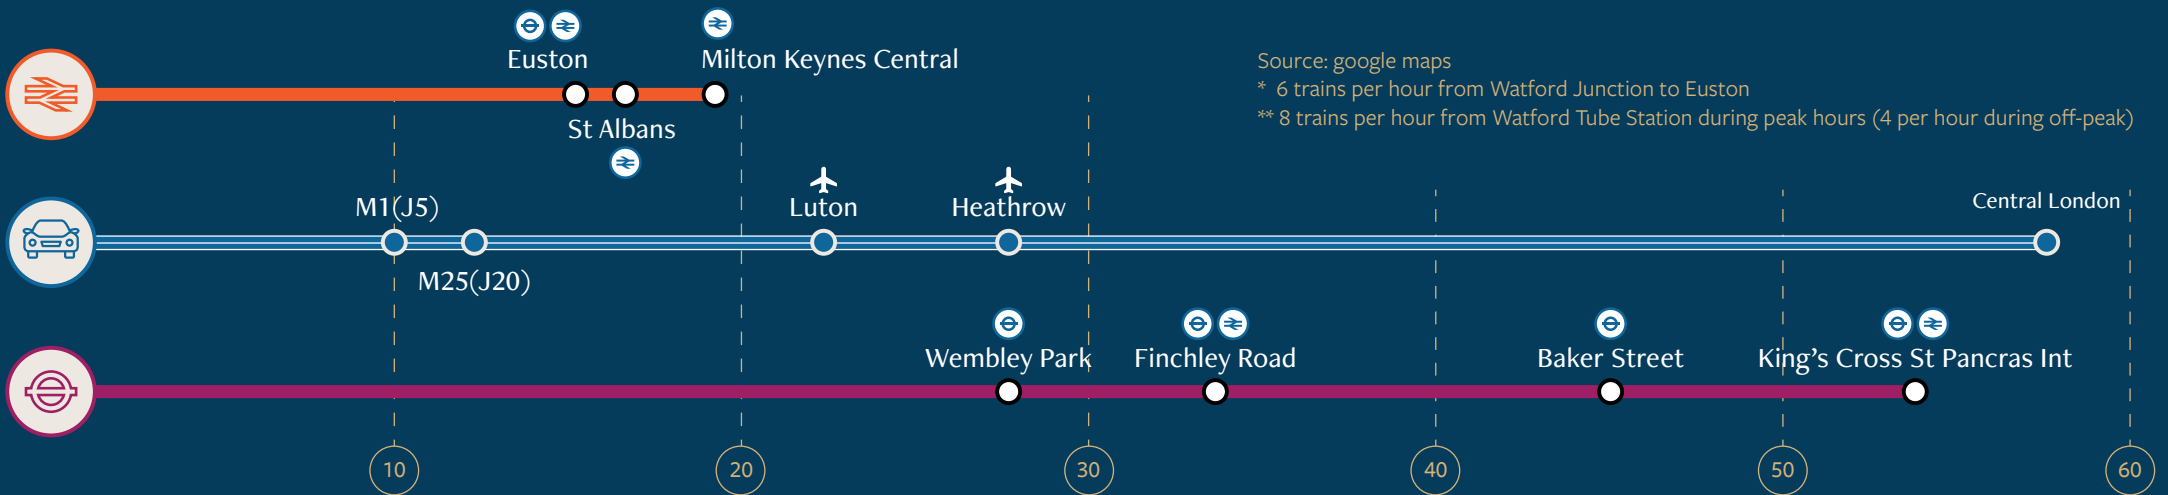 Euston
Milton Keynes Central
St Albans
Source: google maps
* 6 trains per hour from Watford Junction to Euston
** 8 trains per hour from Watford Tube Station during peak hours (4 per hour during off-peak)
M1(J5)
Luton
Heathrow
Central London
M25(J20)
Wembley Park
Finchley Road
Baker Street
King's Cross St Pancras Int
10
20
30
40
50
60